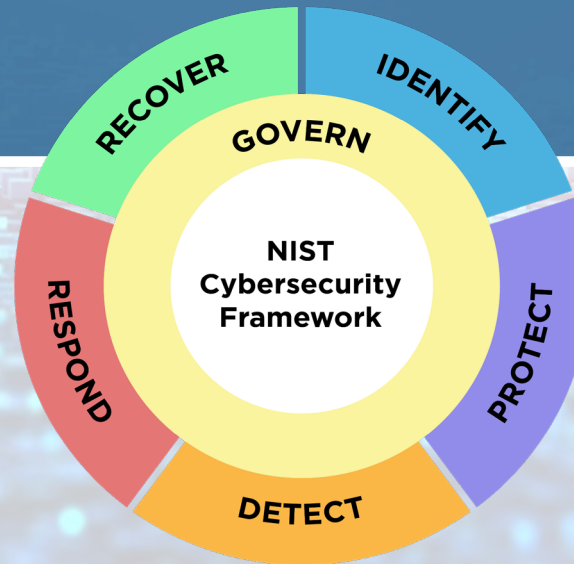 RECOVER
IDENTIFY
GOVERN
NIST
Cybersecurity
Framework
RESPOND
PROTECT
DETECT